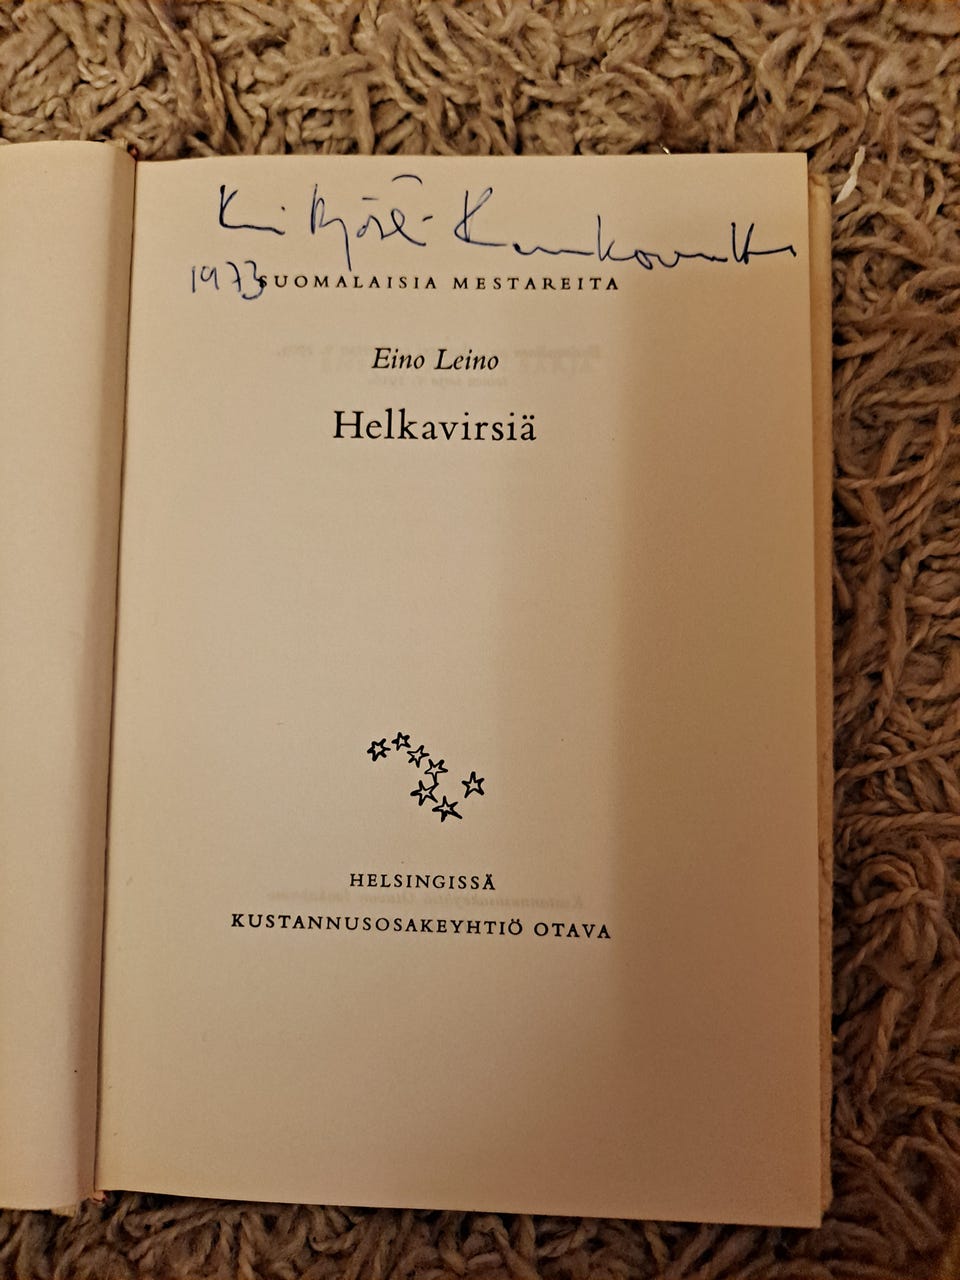 1973
SUOMALAISIA MESTAREITA
Eino Leino
Helkavirsiä
HELSINGISSÄ
KUSTANNUSOSAKEYHTIÖ OTAVA